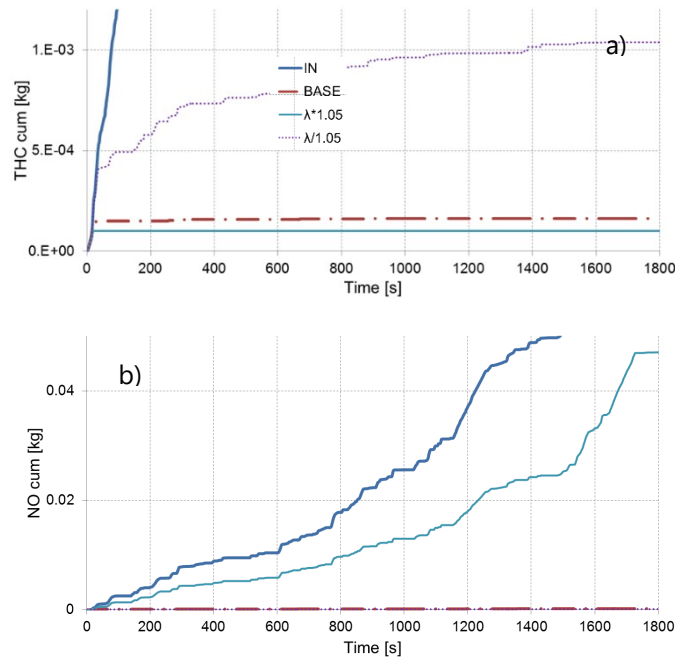 a)
1.E-03
5.E-04
0.E+00
THC cum [kg]
IN
BASE
λ*1.05
λ/1.05
0 200 400 600 800 1000 1200 1400 1600 1800
Time [s]
b)
0.04
0.02
0
NO cum [kg]
0 200 400 600 800 1000 1200 1400 1600 1800
Time [s]